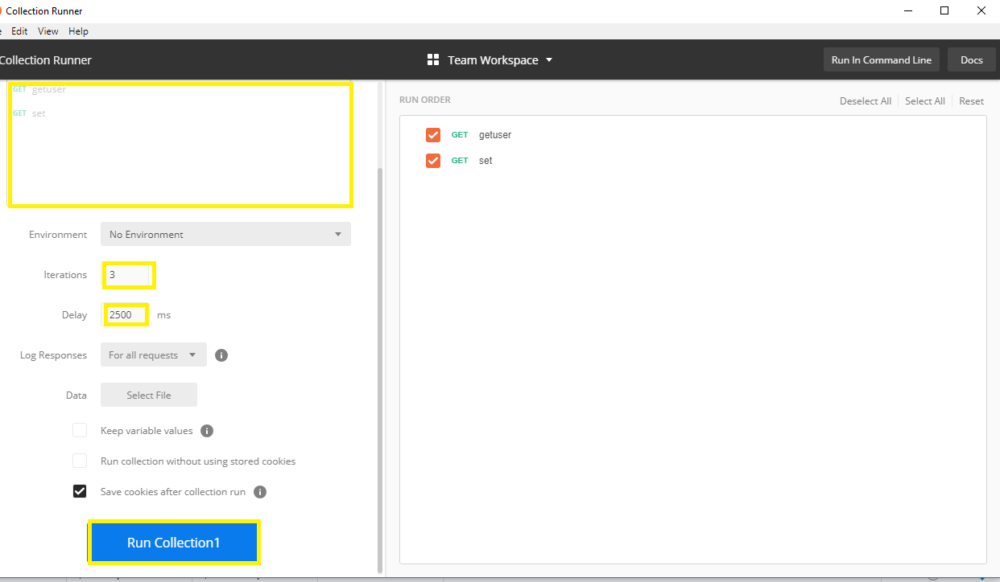 Collection Runner
Edit View Help
Collection Runner
Team Workspace
Run In Command Line
Docs
GET getuser
GET set
Environment No Environment
Iterations 3
Delay 2500 ms
Log Responses For all requests
Data Select File
Keep variable values
Run collection without using stored cookies
Save cookies after collection run
Run Collection1
RUN ORDER
Deselect All Select All Reset
GET getuser
GET set